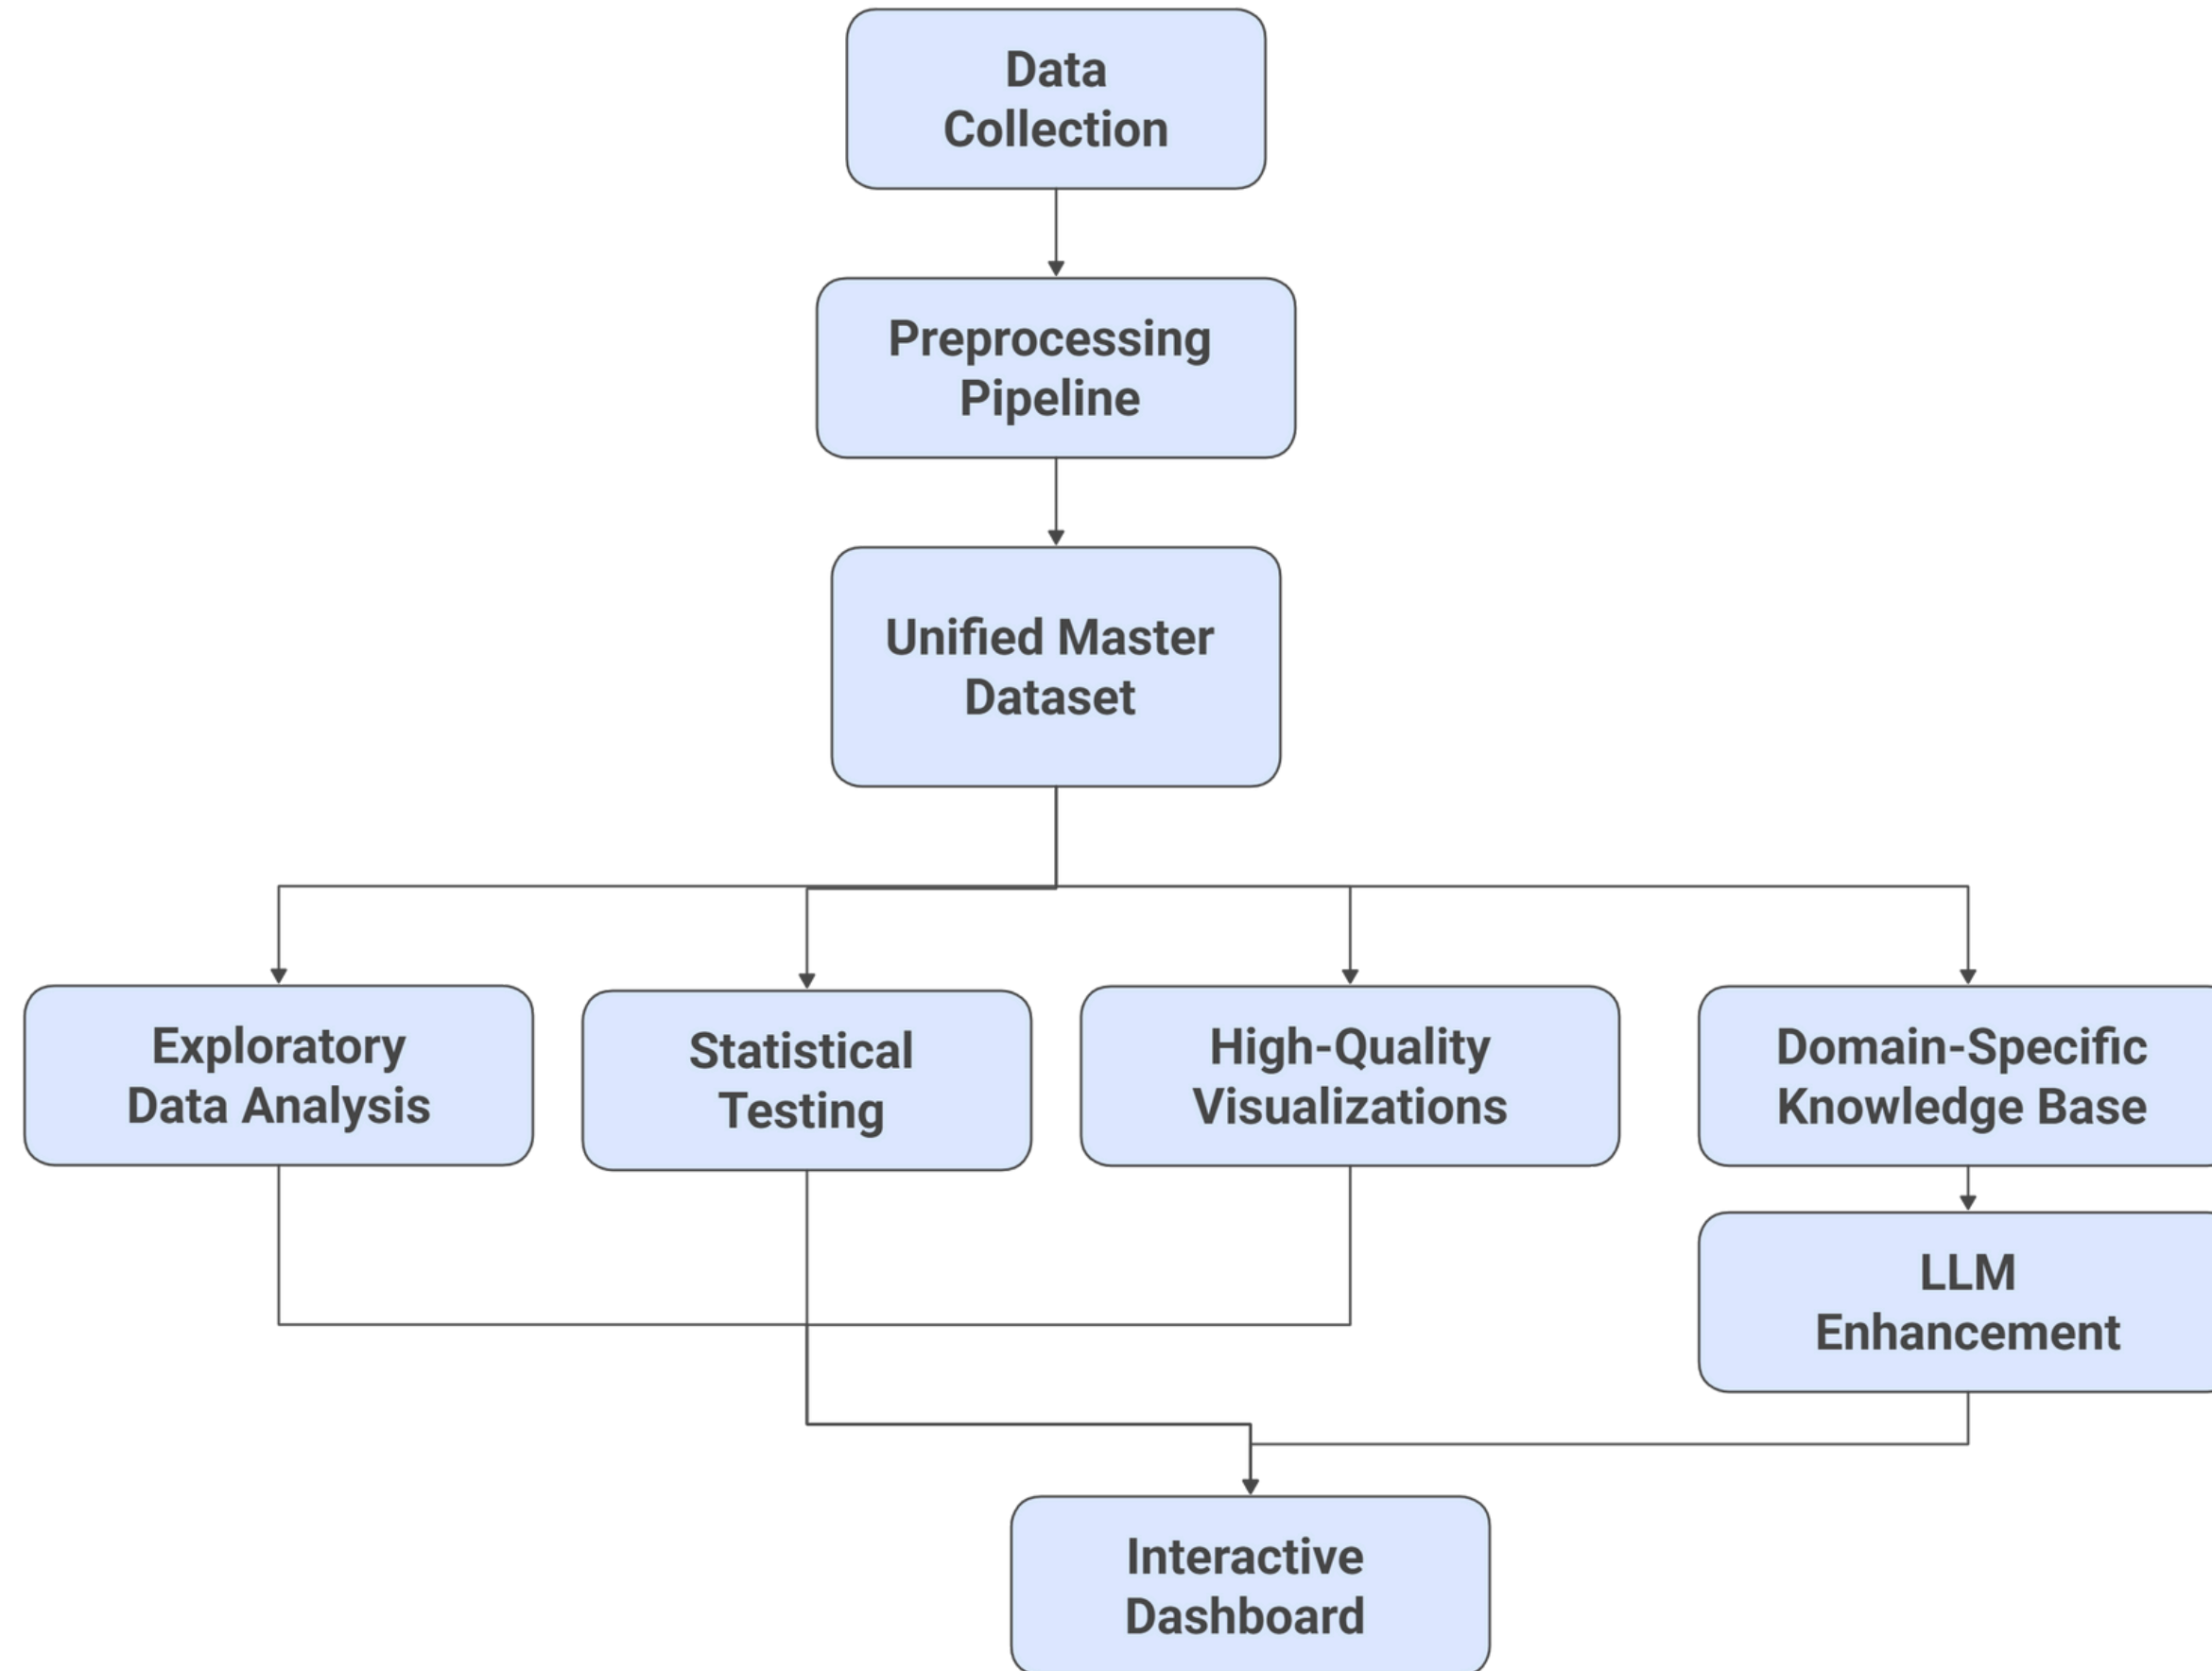 Data
Collection
Preprocessing
Pipeline
Unified Master
Dataset
Exploratory
Data Analysis
Statistical
Testing
High-Quality
Visualizations
Domain-Specific
Knowledge Base
LLM
Enhancement
Interactive
Dashboard